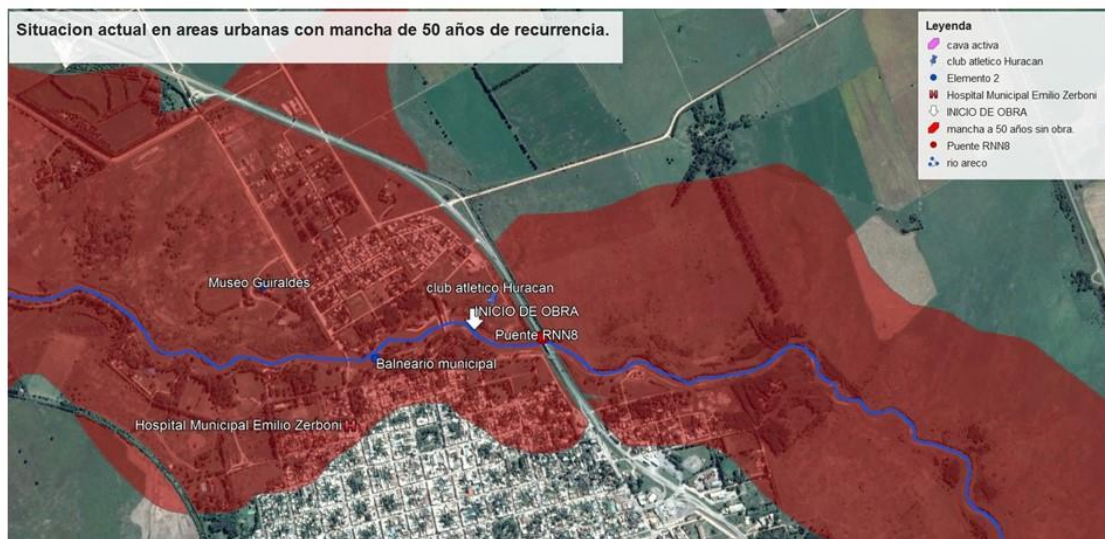 Situacion actual en areas urbanas con mancha de 50 años de recurrencia.
Leyenda
cava activa
club atletico Huracan
Elemento 2
Hospital Municipal Emilio Zerboni
INICIO DE OBRA
mancha a 50 años sin obra.
Puente RNN8
rio areco
Museo Guiraldes
club atletico Huracan
INICIO DE OBRA
Puente RNN8
Balneario municipal
Hospital Municipal Emilio Zerboni